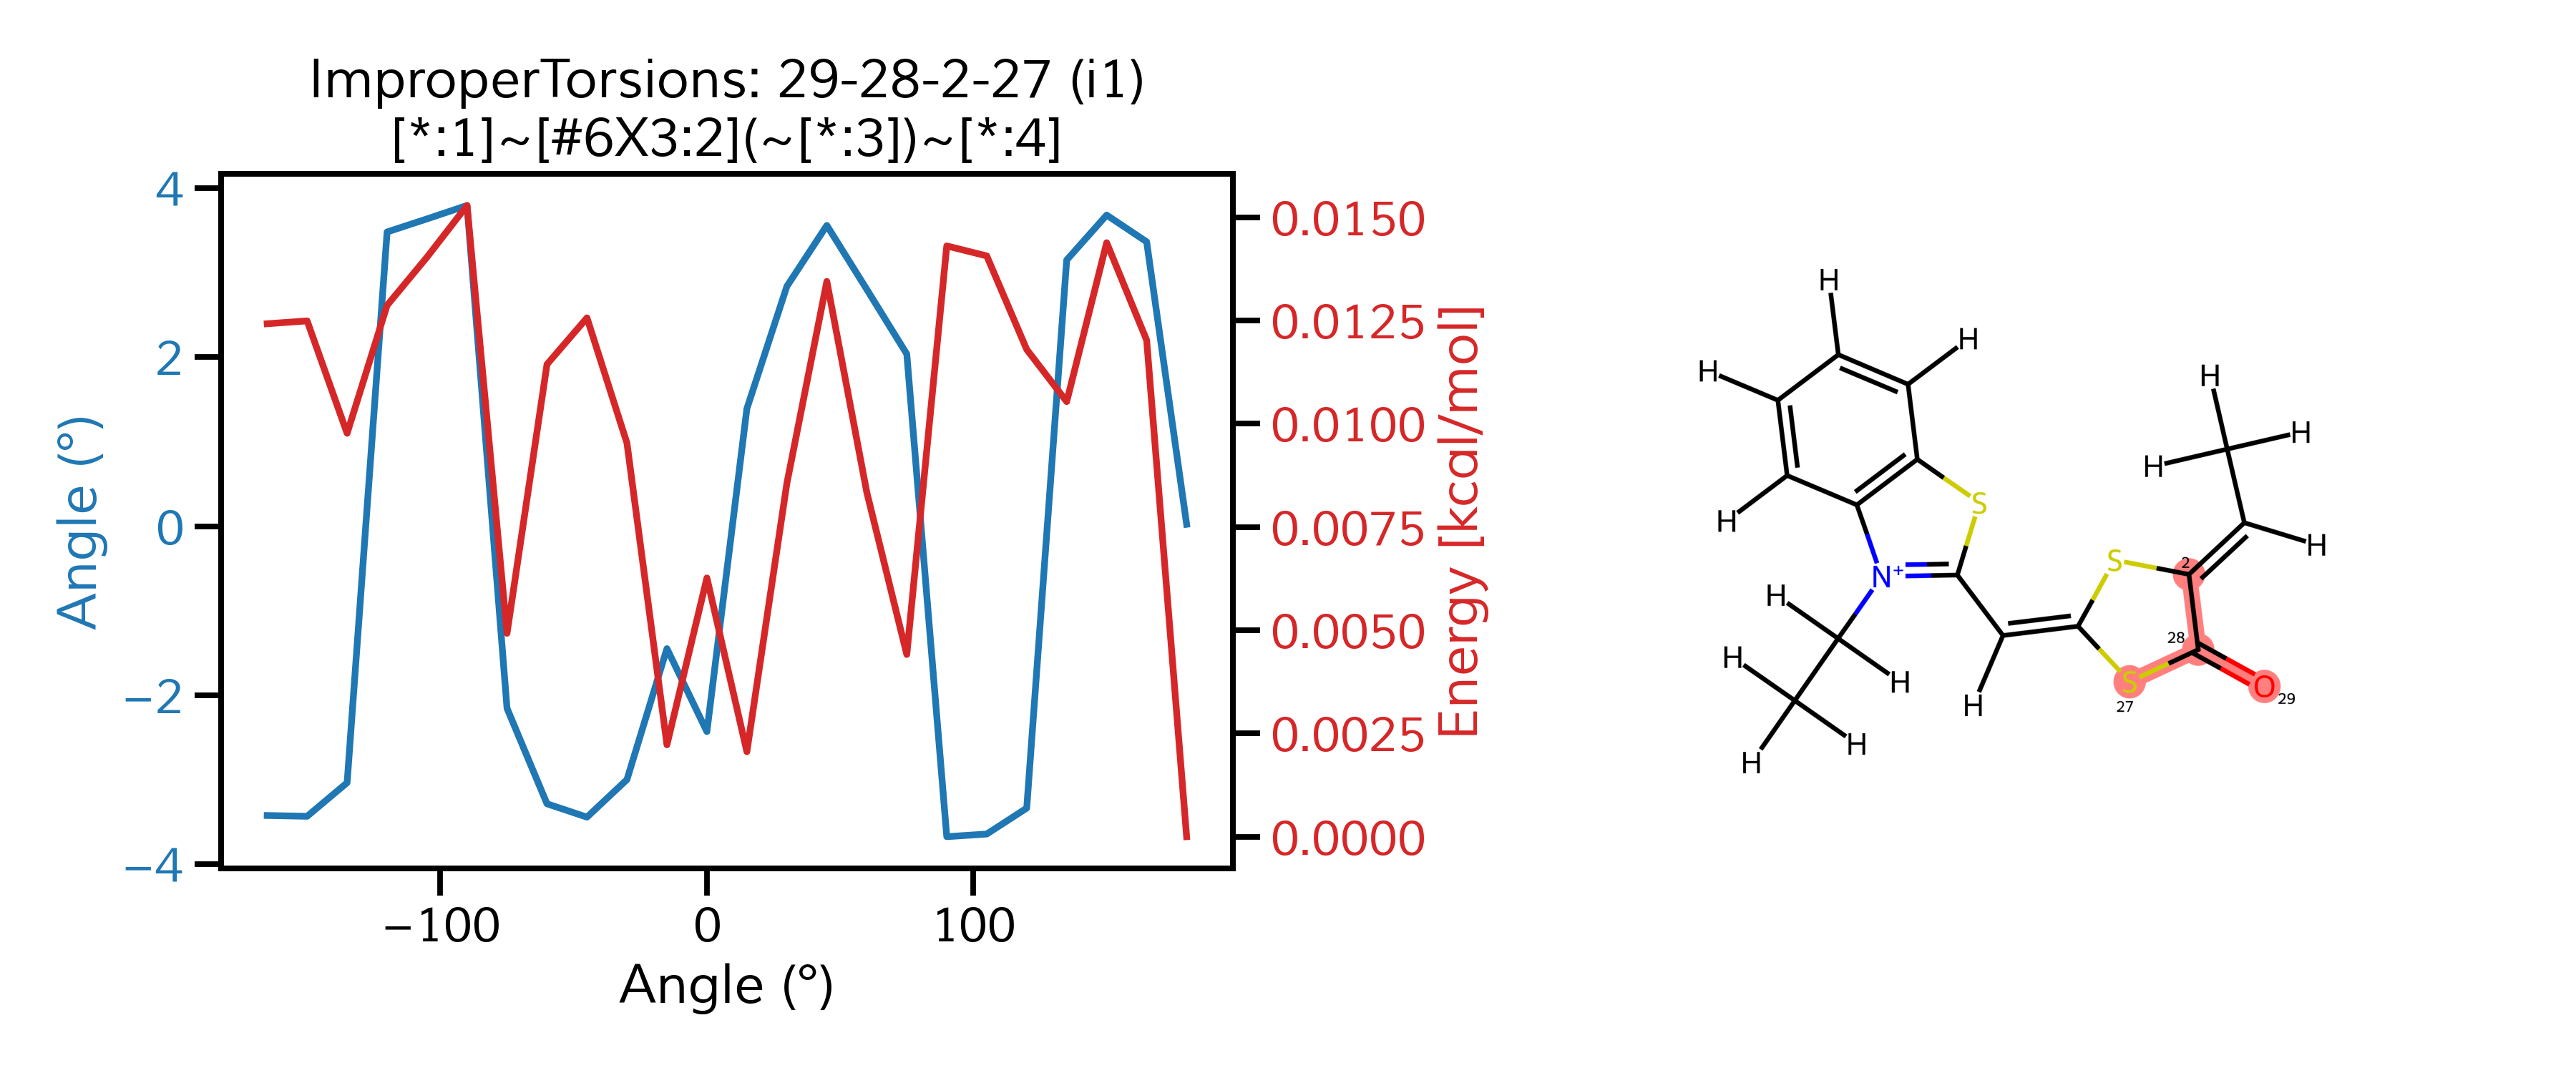 ImproperTorsions: 29-28-2-27 (i1)
[*:1]~[#6X3:2](~[*:3])~[*:4]
4
2
0
−2
−4
Angle (°)
−100
0
100
Angle (°)
0.0150
0.0125
0.0100
0.0075
0.0050
0.0025
0.0000
Energy [kcal/mol]
H
H
H
H
H
H
H
S
H
S
2
H
N+
H
28
H
H
S
27
O
29
H
H
H